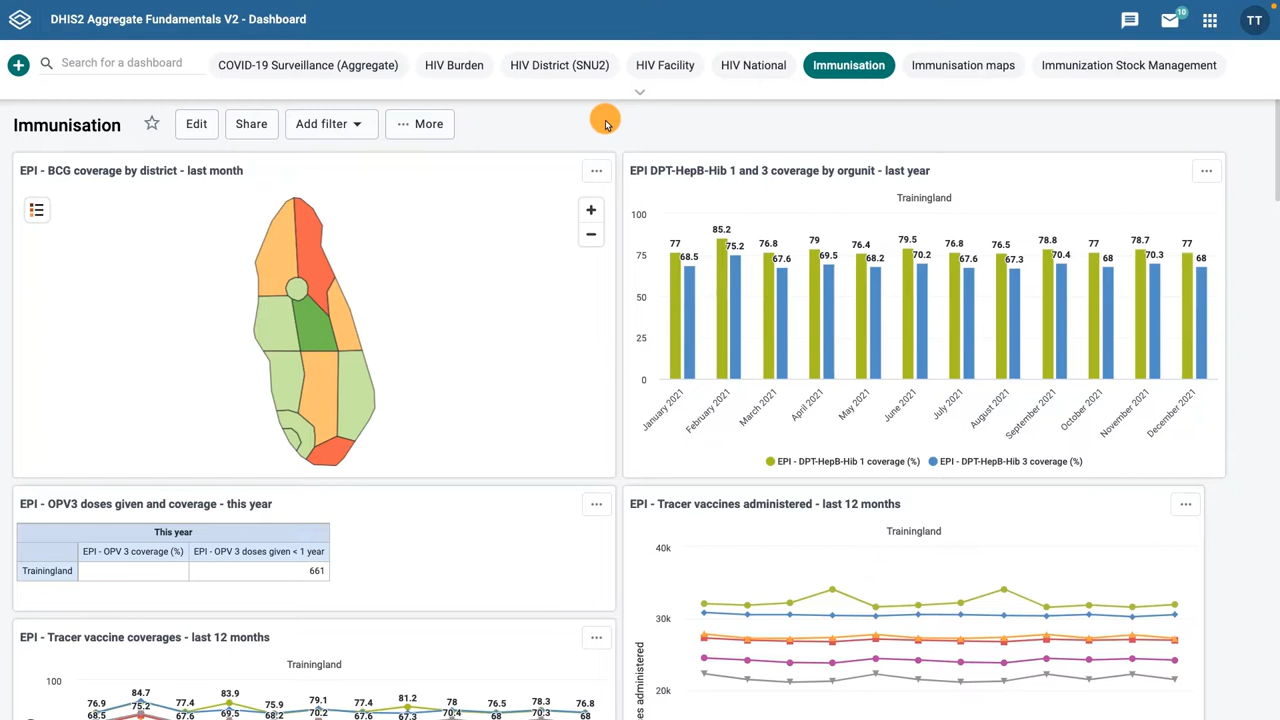 DHIS2 Aggregate Fundamentals V2 - Dashboard
10
TT
Search for a dashboard
COVID-19 Surveillance (Aggregate)
HIV Burden
HIV District (SNU2)
HIV Facility
HIV National
Immunisation
Immunisation maps
Immunization Stock Management
Immunisation
Edit
Share
Add filter
More
EPI - BCG coverage by district - last month
EPI DPT-HepB-Hib 1 and 3 coverage by orgunit - last year
Trainingland
100
75
50
25
0
77 68.5 85.2 75.2 76.8 67.6 79 69.5 76.4 68.2 79.5 70.2 76.8 67.6 76.5 67.3 78.8 70.4 77 68 78.7 70.3 77 68
January 2021
February 2021
March 2021
April 2021
May 2021
June 2021
July 2021
August 2021
September 2021
October 2021
November 2021
December 2021
EPI - DPT-HepB-Hib 1 coverage (%) EPI - DPT-HepB-Hib 3 coverage (%)
EPI - OPV3 doses given and coverage - this year
This year
EPI - OPV 3 coverage (%) EPI - OPV 3 doses given < 1 year
Trainingland 661
EPI - Tracer vaccines administered - last 12 months
Trainingland
40k
30k
20k
s administered
EPI - Tracer vaccine coverages - last 12 months
Trainingland
100
76.9 84.7 77.4 83.9 75.9 79.1 77.4 81.2 78 76.5 78.3 76.8
68.5 75.2 67.6 69.5 68.2 70.2 67.6 67.3 70.4 68 70.3 68